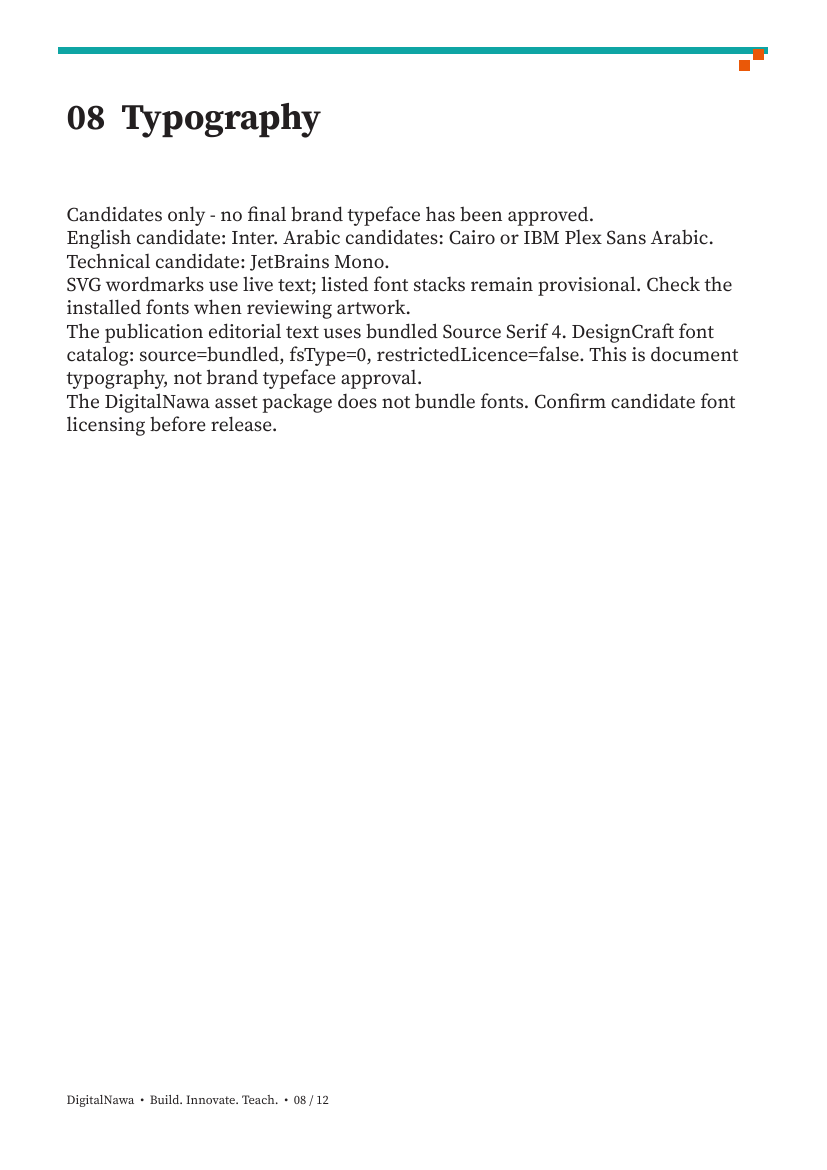 08 Typography
Candidates only - no final brand typeface has been approved.
English candidate: Inter. Arabic candidates: Cairo or IBM Plex Sans Arabic.
Technical candidate: JetBrains Mono.
SVG wordmarks use live text; listed font stacks remain provisional. Check the
installed fonts when reviewing artwork.
The publication editorial text uses bundled Source Serif 4. DesignCraft font
catalog: source=bundled, fsType=0, restrictedLicence=false. This is document
typography, not brand typeface approval.
The DigitalNawa asset package does not bundle fonts. Confirm candidate font
licensing before release.
DigitalNawa • Build. Innovate. Teach. • 08 / 12